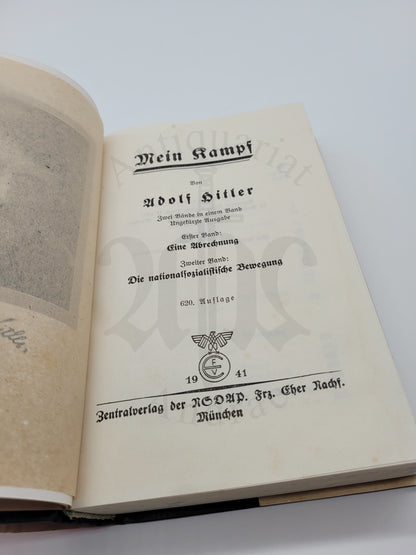 Mein Kampf
Von
Adolf Hitler
Zwei Bände in einem Band
Ungekürzte Ausgabe
Erster Band:
Eine Abrechnung
Zweiter Band:
Die nationalsozialistische Bewegung
620. Auflage
19 41
Zentralverlag der NSDAP. Frz. Eher Nachf.
München
Antiquariat